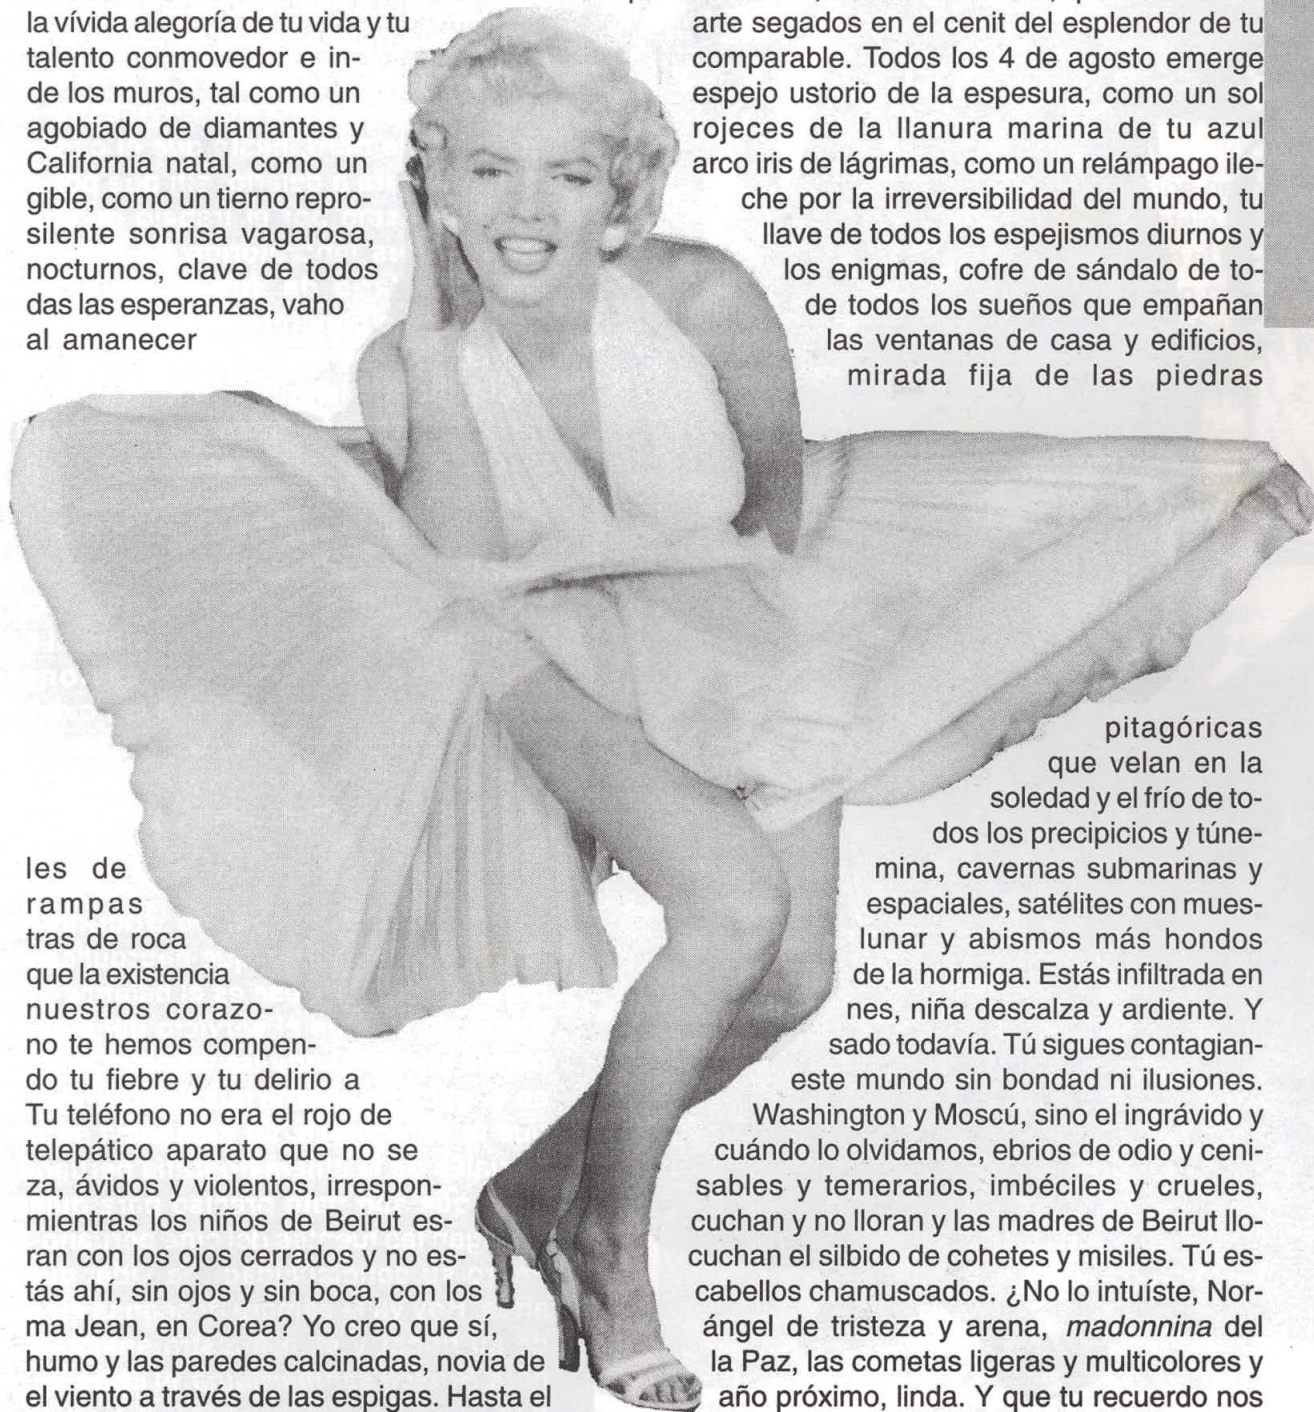 la vívida alegoría de tu vida y tu arte segados en el cenit del esplendor de tu
talento conmovedor e in- comparable. Todos los 4 de agosto emerge
de los muros, tal como un espejo ustorio de la espesura, como un sol
agobiado de diamantes y rojeces de la llanura marina de tu azul
California natal, como un arco iris de lágrimas, como un relámpago ile-
gible, como un tierno repro- che por la irreversibilidad del mundo, tu
silente sonrisa vagarosa, llave de todos los espejismos diurnos y
nocturnos, clave de todos los enigmas, cofre de sándalo de to-
das las esperanzas, vaho de todos los sueños que empañan
al amanecer las ventanas de casa y edificios,
mirada fija de las piedras
pitagóricas
que velan en la
soledad y el frío de to-
dos los precipicios y túne-
les de mina, cavernas submarinas y
rampas espaciales, satélites con mues-
tras de roca lunar y abismos más hondos
que la existencia de la hormiga. Estás infiltrada en
nuestros corazo- nes, niña descalza y ardiente. Y
no te hemos compen- sado todavía. Tú sigues contagian-
do tu fiebre y tu delirio a este mundo sin bondad ni ilusiones.
Tu teléfono no era el rojo de Washington y Moscú, sino el ingrávido y
telepático aparato que no se cuándo lo olvidamos, ebrios de odio y ceni-
za, ávidos y violentos, irrespon- sables y temerarios, imbéciles y crueles,
mientras los niños de Beirut es- cuchan y no lloran y las madres de Beirut llo-
ran con los ojos cerrados y no es- cuchan el silbido de cohetes y misiles. Tú es-
tás ahí, sin ojos y sin boca, con los cabellos chamuscados. ¿No lo intuíste, Nor-
ma Jean, en Corea? Yo creo que sí, ángel de tristeza y arena, madonnina del
humo y las paredes calcinadas, novia de la Paz, las cometas ligeras y multicolores y
el viento a través de las espigas. Hasta el año próximo, linda. Y que tu recuerdo nos